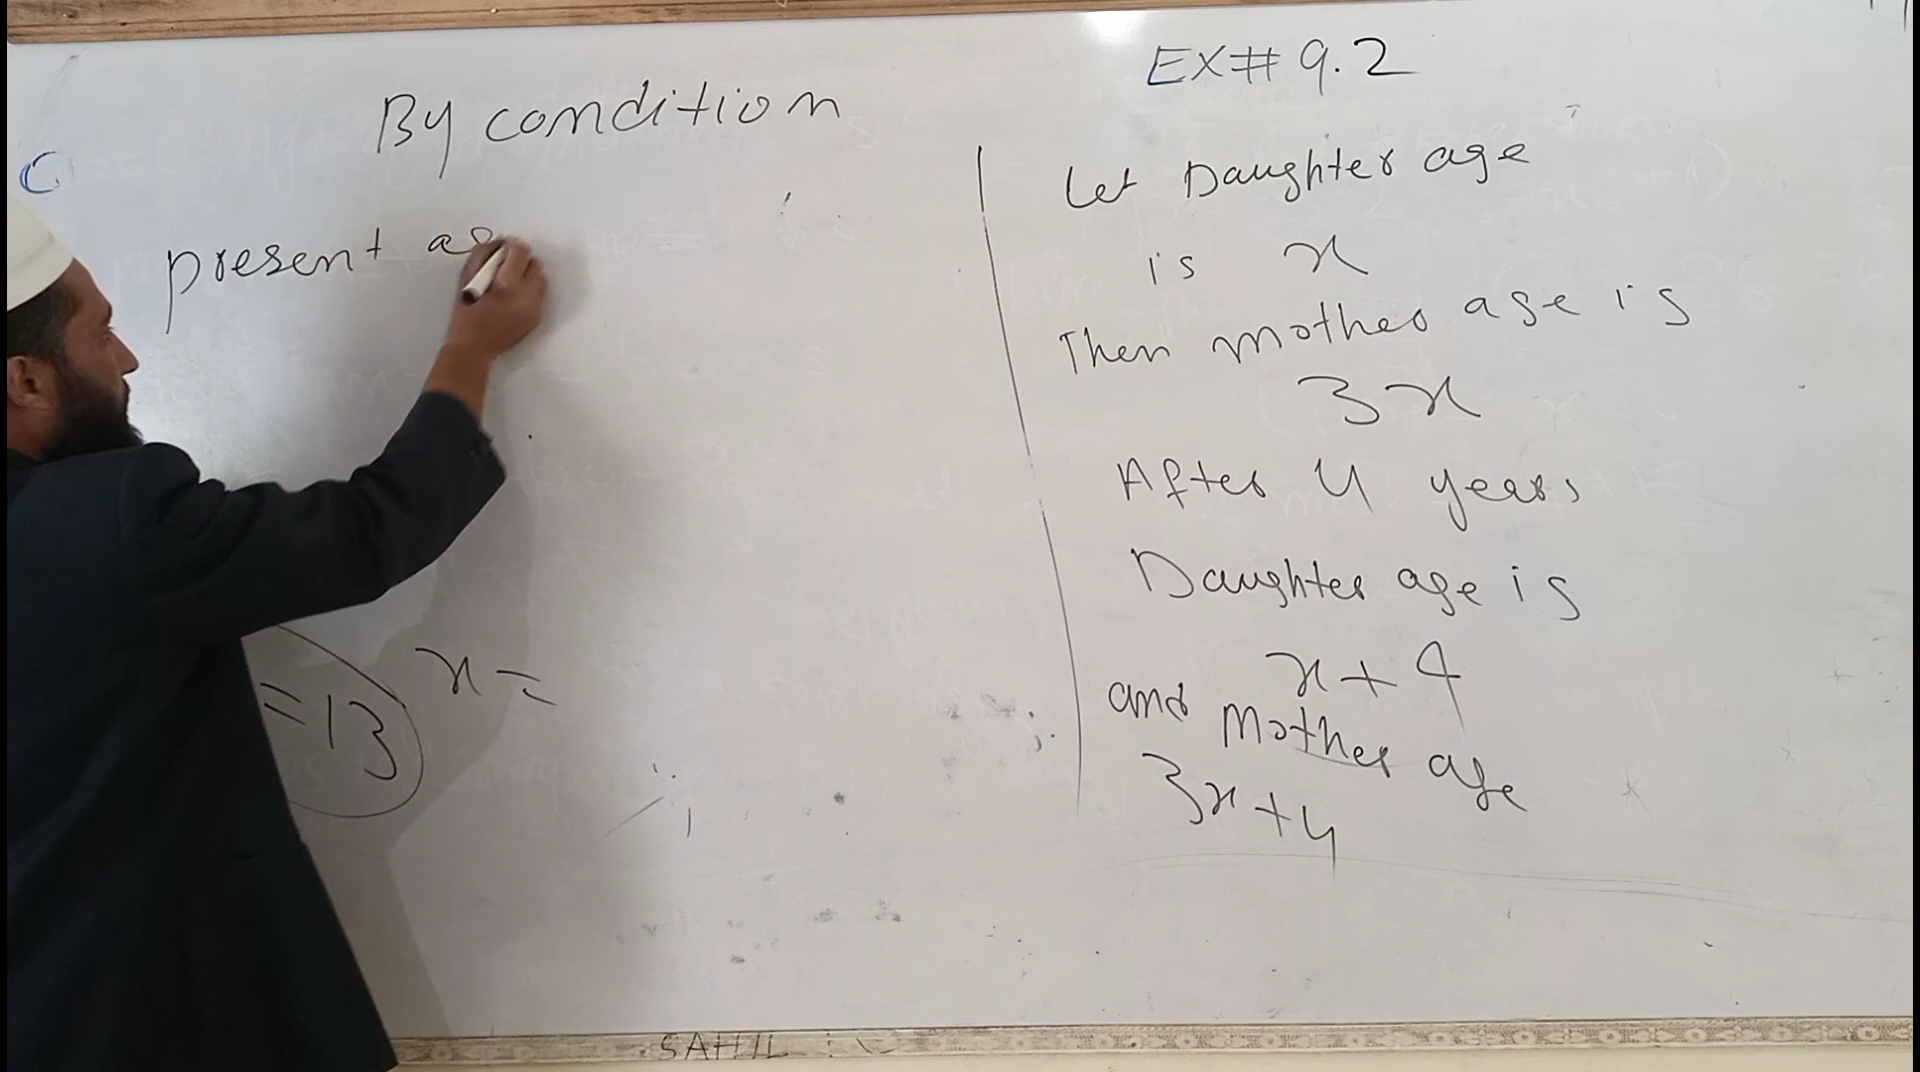 EX# 9.2
By condition
present ag
= 13
x =
Let Daughter age
is x
Then mother age is
3x
After 4 years
Daughter age is
x + 4
and Mother age
3x + 4
SAHIL